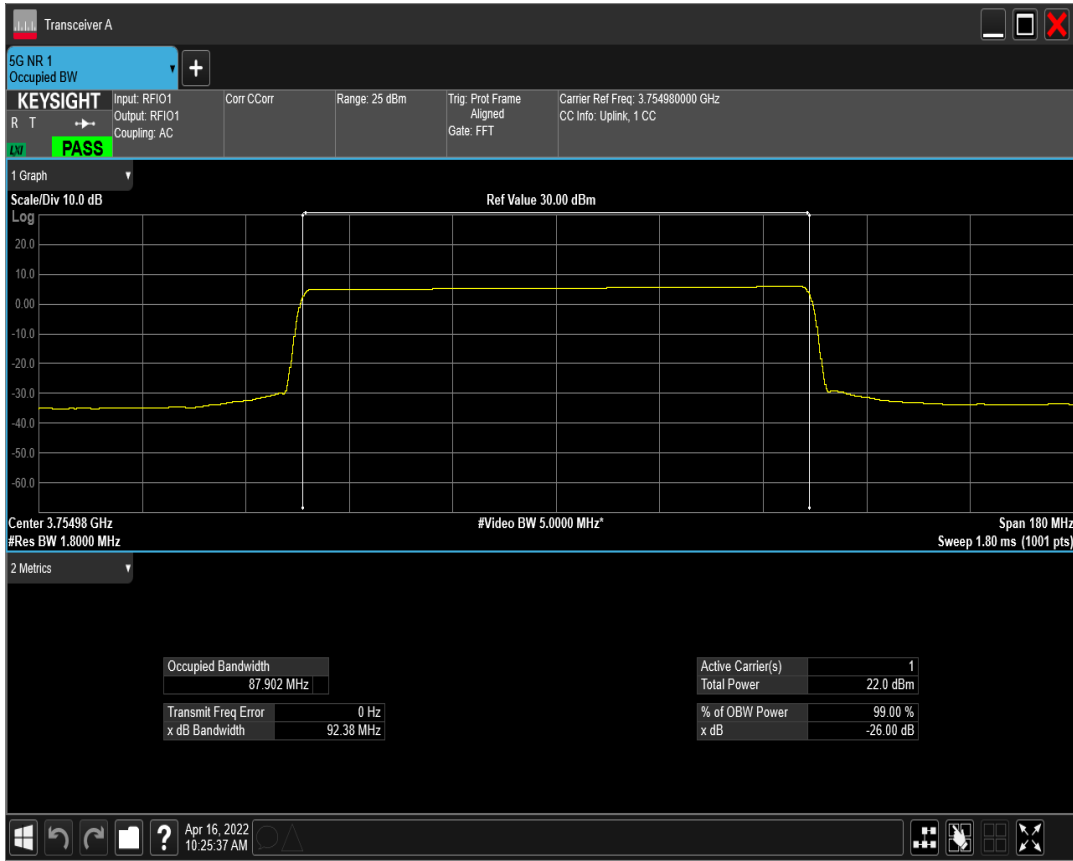 Transceiver A
5G NR 1
Occupied BW
KEYSIGHT
R T
LXI
PASS
Input: RFIO1
Output: RFIO1
Coupling: AC
Corr CCorr
Range: 25 dBm
Trig: Prot Frame
Aligned
Gate: FFT
Carrier Ref Freq: 3.754980000 GHz
CC Info: Uplink, 1 CC
1 Graph
Scale/Div 10.0 dB
Ref Value 30.00 dBm
Log
20.0
10.0
0.00
-10.0
-20.0
-30.0
-40.0
-50.0
-60.0
Center 3.75498 GHz
#Video BW 5.0000 MHz*
Span 180 MHz
#Res BW 1.8000 MHz
Sweep 1.80 ms (1001 pts)
2 Metrics
Occupied Bandwidth
87.902 MHz
Transmit Freq Error 0 Hz
x dB Bandwidth 92.38 MHz
Active Carrier(s) 1
Total Power 22.0 dBm
% of OBW Power 99.00 %
x dB -26.00 dB
?
Apr 16, 2022
10:25:37 AM